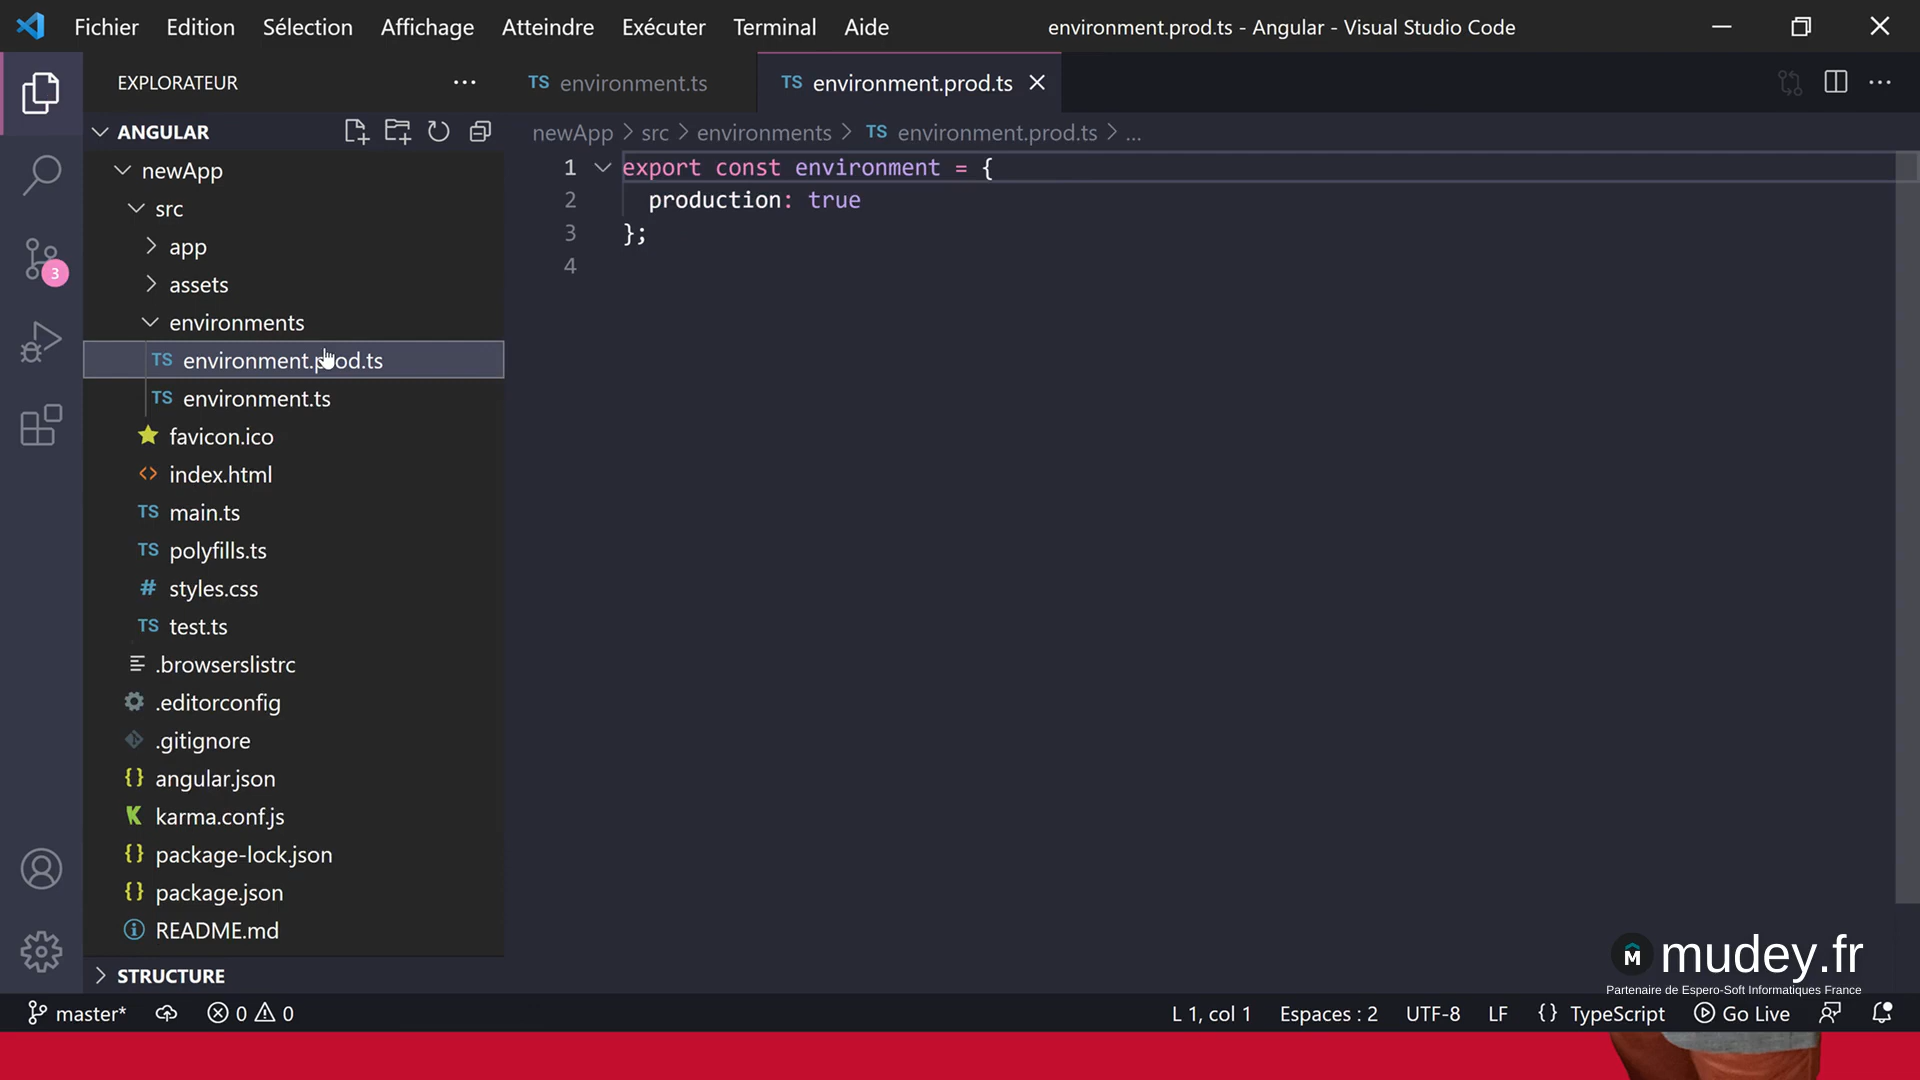 Fichier Edition Sélection Affichage Atteindre Exécuter Terminal Aide environment.prod.ts - Angular - Visual Studio Code
EXPLORATEUR
TS environment.ts TS environment.prod.ts
ANGULAR
newApp > src > environments > TS environment.prod.ts > ...
newApp
src
app
assets
environments
TS environment.prod.ts
TS environment.ts
favicon.ico
<> index.html
TS main.ts
TS polyfills.ts
# styles.css
TS test.ts
.browserslistrc
.editorconfig
.gitignore
{} angular.json
K karma.conf.js
{} package-lock.json
{} package.json
README.md
STRUCTURE
3
1 export const environment = {
2 production: true
3 };
4
M mudey.fr
Partenaire de Espero-Soft Informatiques France
master* 0 0 L 1, col 1 Espaces : 2 UTF-8 LF {} TypeScript Go Live